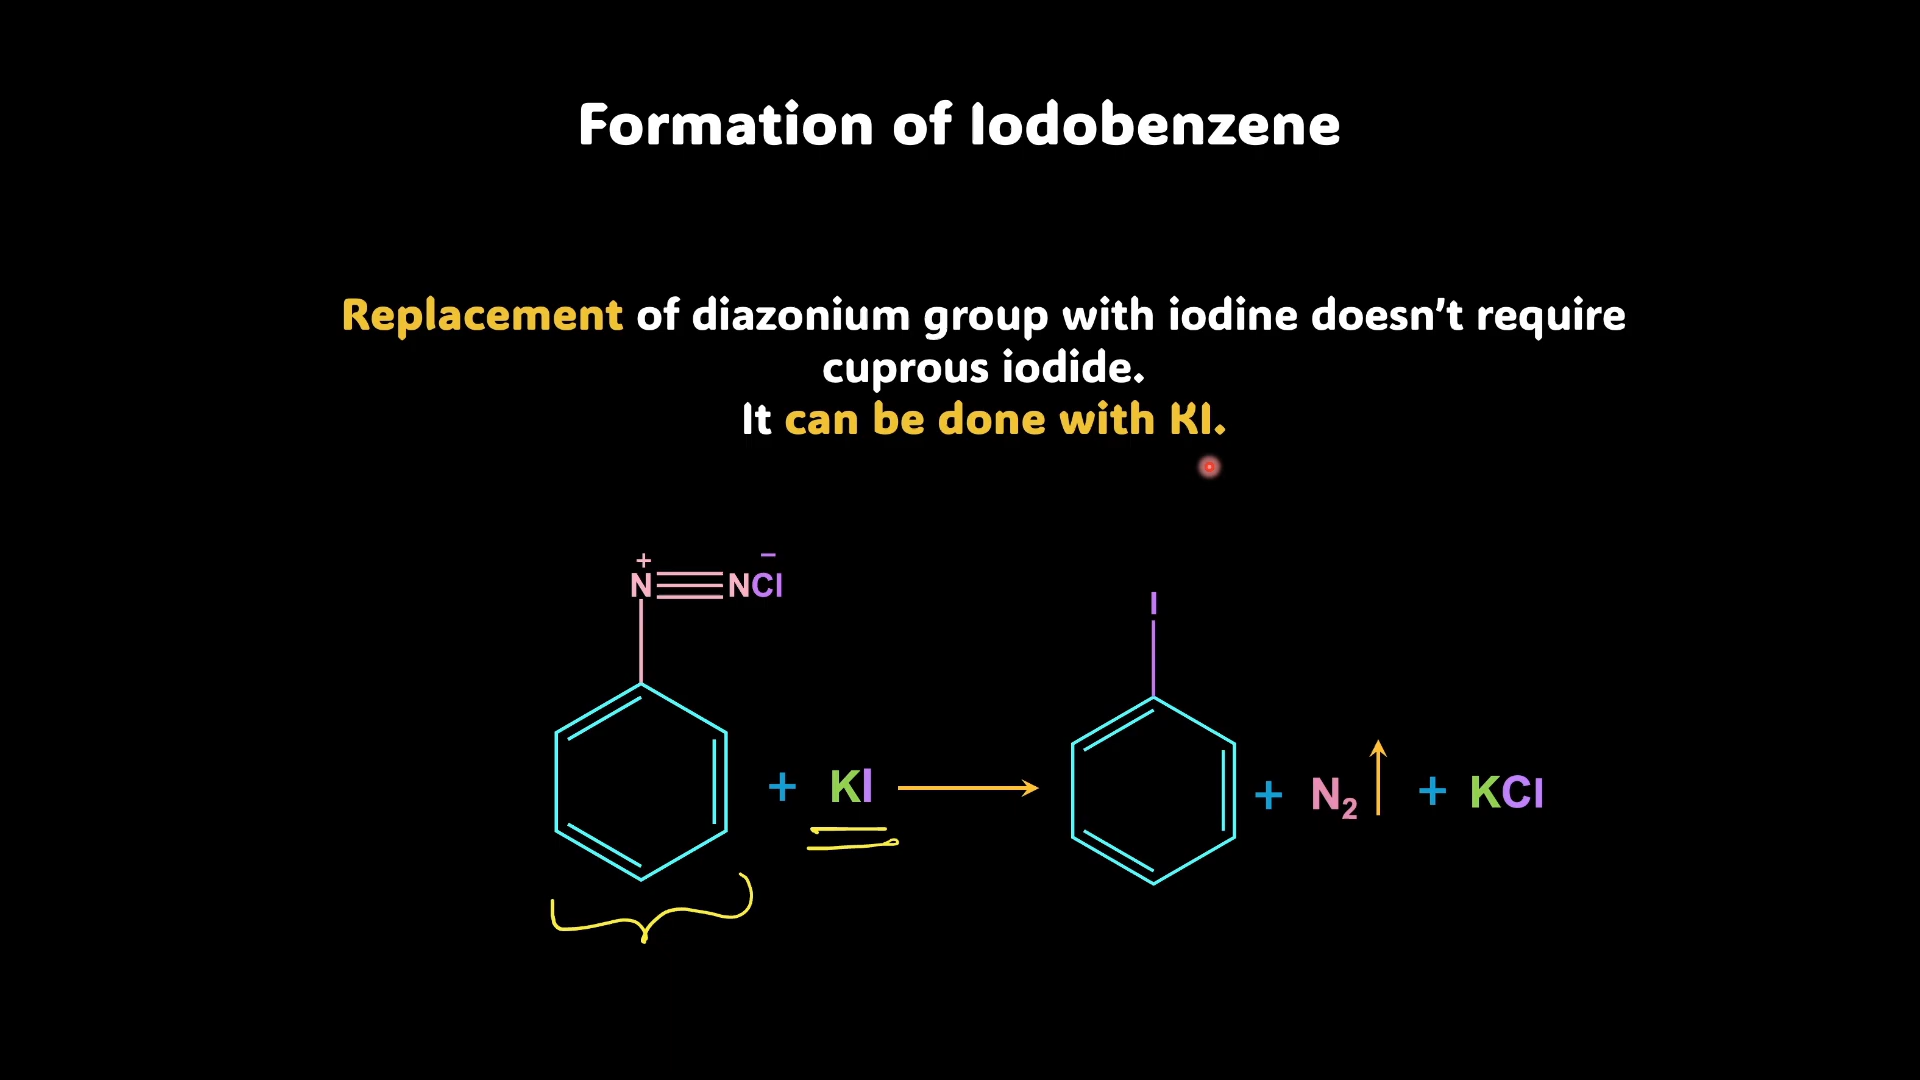 Formation of Iodobenzene
Replacement of diazonium group with iodine doesn't require
cuprous iodide.
It can be done with KI.
+ −
N≡NCl
I
+ KI → + N₂ ↑ + KCl